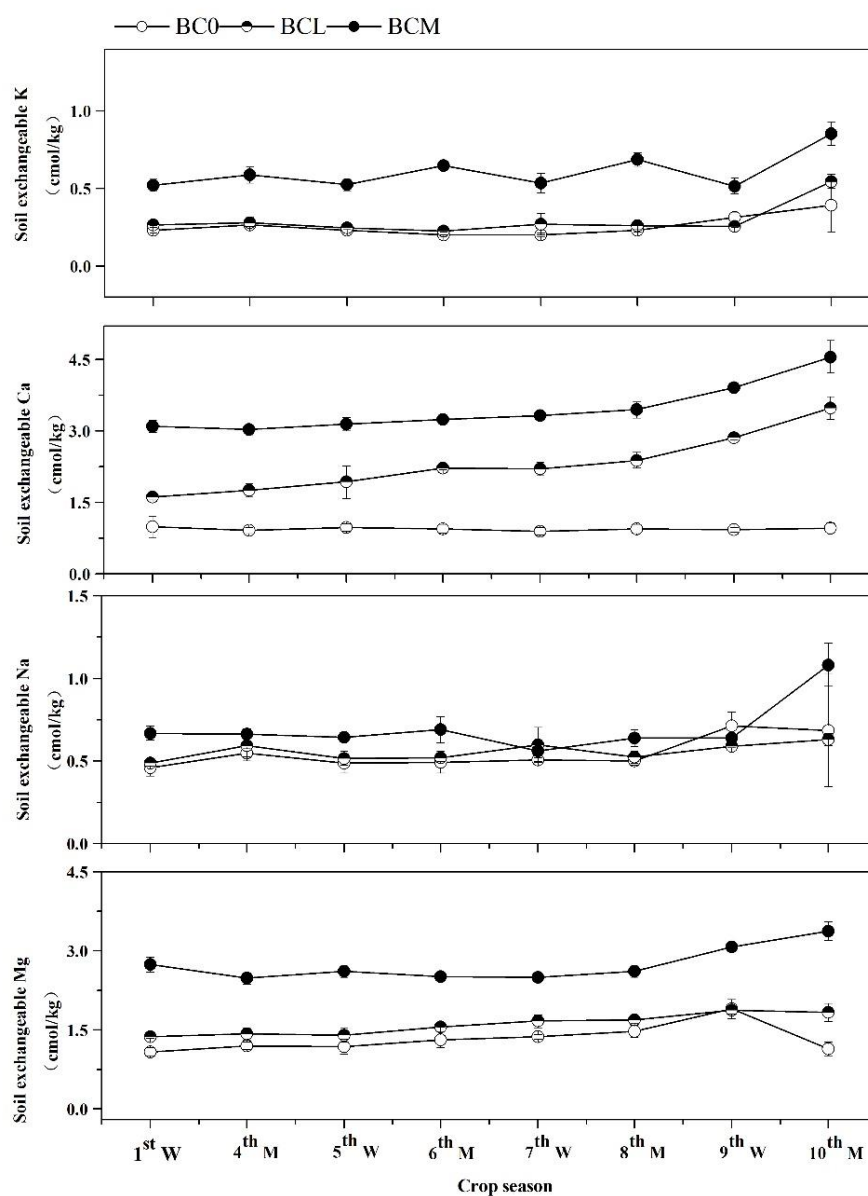 BC0 BCL BCM
Soil exchangeable K
（cmol/kg）
1.0
0.5
0.0
Soil exchangeable Ca
（cmol/kg）
4.5
3.0
1.5
0.0
Soil exchangeable Na
（cmol/kg）
1.5
1.0
0.5
0.0
Soil exchangeable Mg
（cmol/kg）
4.5
3.0
1.5
0.0
1st W 4th M 5th W 6th M 7th W 8th M 9th W 10th M
Crop season